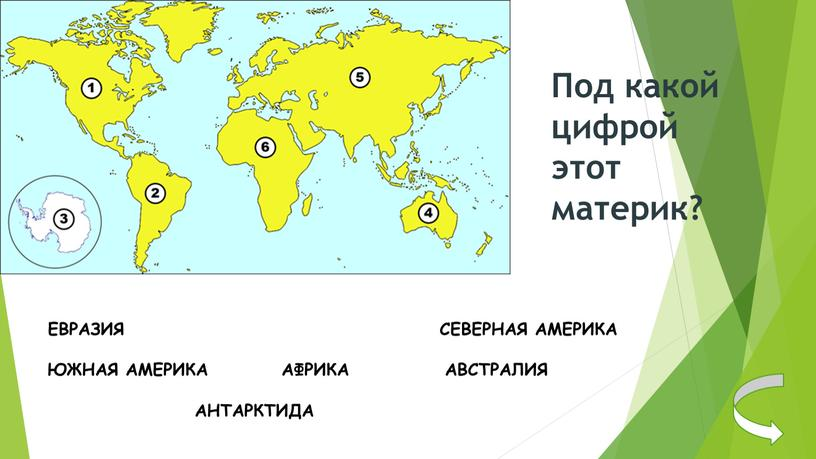 1
5
6
2
3
4
Под какой
цифрой
этот
материк?
ЕВРАЗИЯ СЕВЕРНАЯ АМЕРИКА
ЮЖНАЯ АМЕРИКА АФРИКА АВСТРАЛИЯ
АНТАРКТИДА